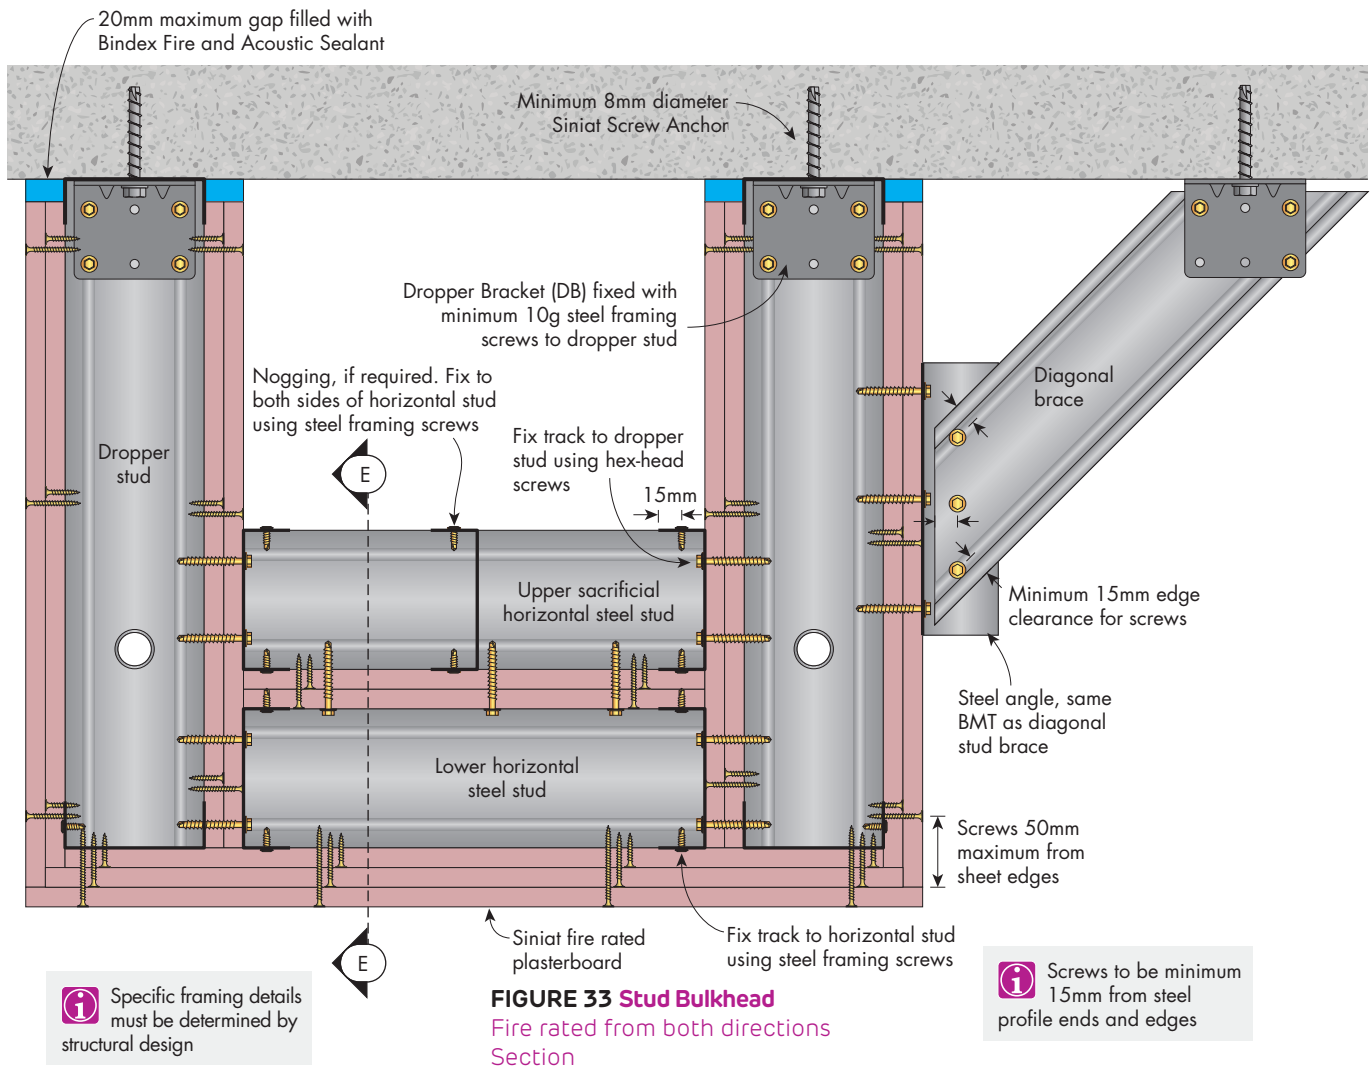 20mm maximum gap filled with
Bindex Fire and Acoustic Sealant
Minimum 8mm diameter
Siniat Screw Anchor
Dropper Bracket (DB) fixed with
minimum 10g steel framing
screws to dropper stud
Nogging, if required. Fix to
both sides of horizontal stud
using steel framing screws
Fix track to dropper
stud using hex-head
screws
15mm
Diagonal
brace
Dropper
stud
E
Upper sacrificial
horizontal steel stud
Minimum 15mm edge
clearance for screws
Steel angle, same
BMT as diagonal
stud brace
Lower horizontal
steel stud
Screws 50mm
maximum from
sheet edges
E
Siniat fire rated
plasterboard
Fix track to horizontal stud
using steel framing screws
i Specific framing details
must be determined by
structural design
FIGURE 33 Stud Bulkhead
Fire rated from both directions
Section
i Screws to be minimum
15mm from steel
profile ends and edges